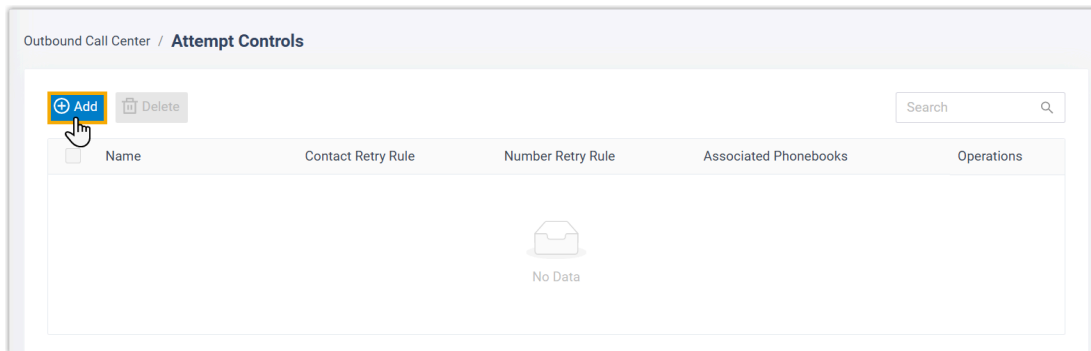 Outbound Call Center / Attempt Controls
Add Delete Search
Name Contact Retry Rule Number Retry Rule Associated Phonebooks Operations
No Data